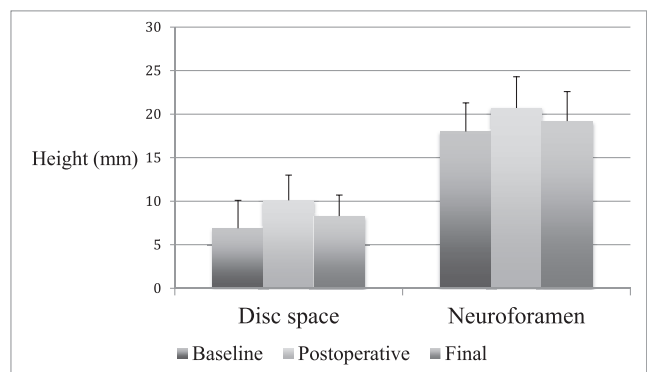 30
25
20
15
10
5
0
Height (mm)
Disc space Neuroforamen
Baseline Postoperative Final